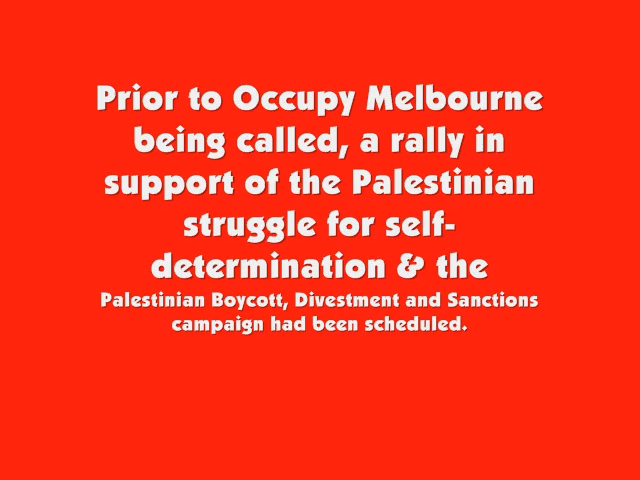 Prior to Occupy Melbourne
being called, a rally in
support of the Palestinian
struggle for self-
determination & the
Palestinian Boycott, Divestment and Sanctions
campaign had been scheduled.